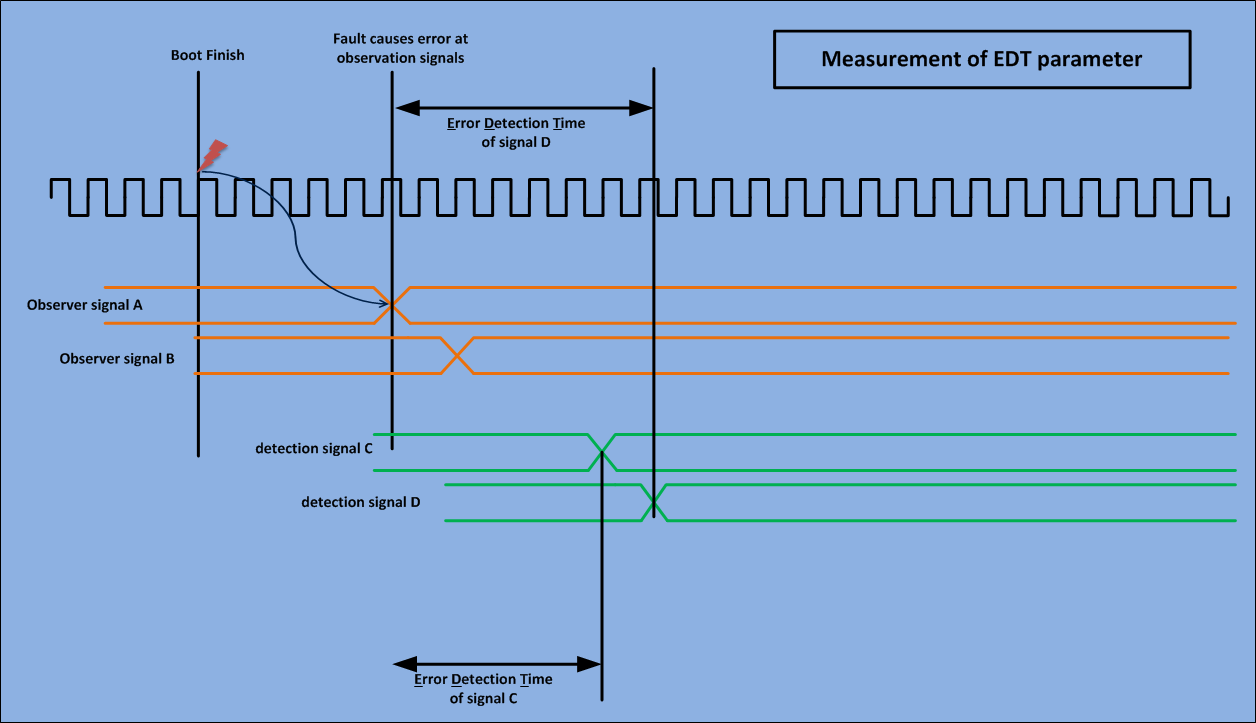 Measurement of EDT parameter
Boot Finish
Fault causes error at
observation signals
Error Detection Time
of signal D
Observer signal A
Observer signal B
detection signal C
detection signal D
Error Detection Time
of signal C